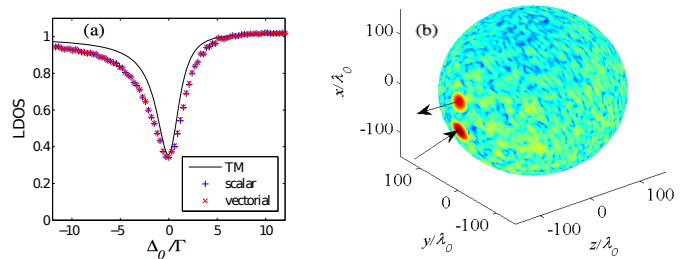 (a)
LDOS
1
0.8
0.6
0.4
0.2
0
−10 −5 0 5 10
Δ₀/Γ
TM
scalar
vectorial
(b)
x/λ₀
100
0
-100
100
0
-100
y/λ₀
-100
0
100
z/λ₀